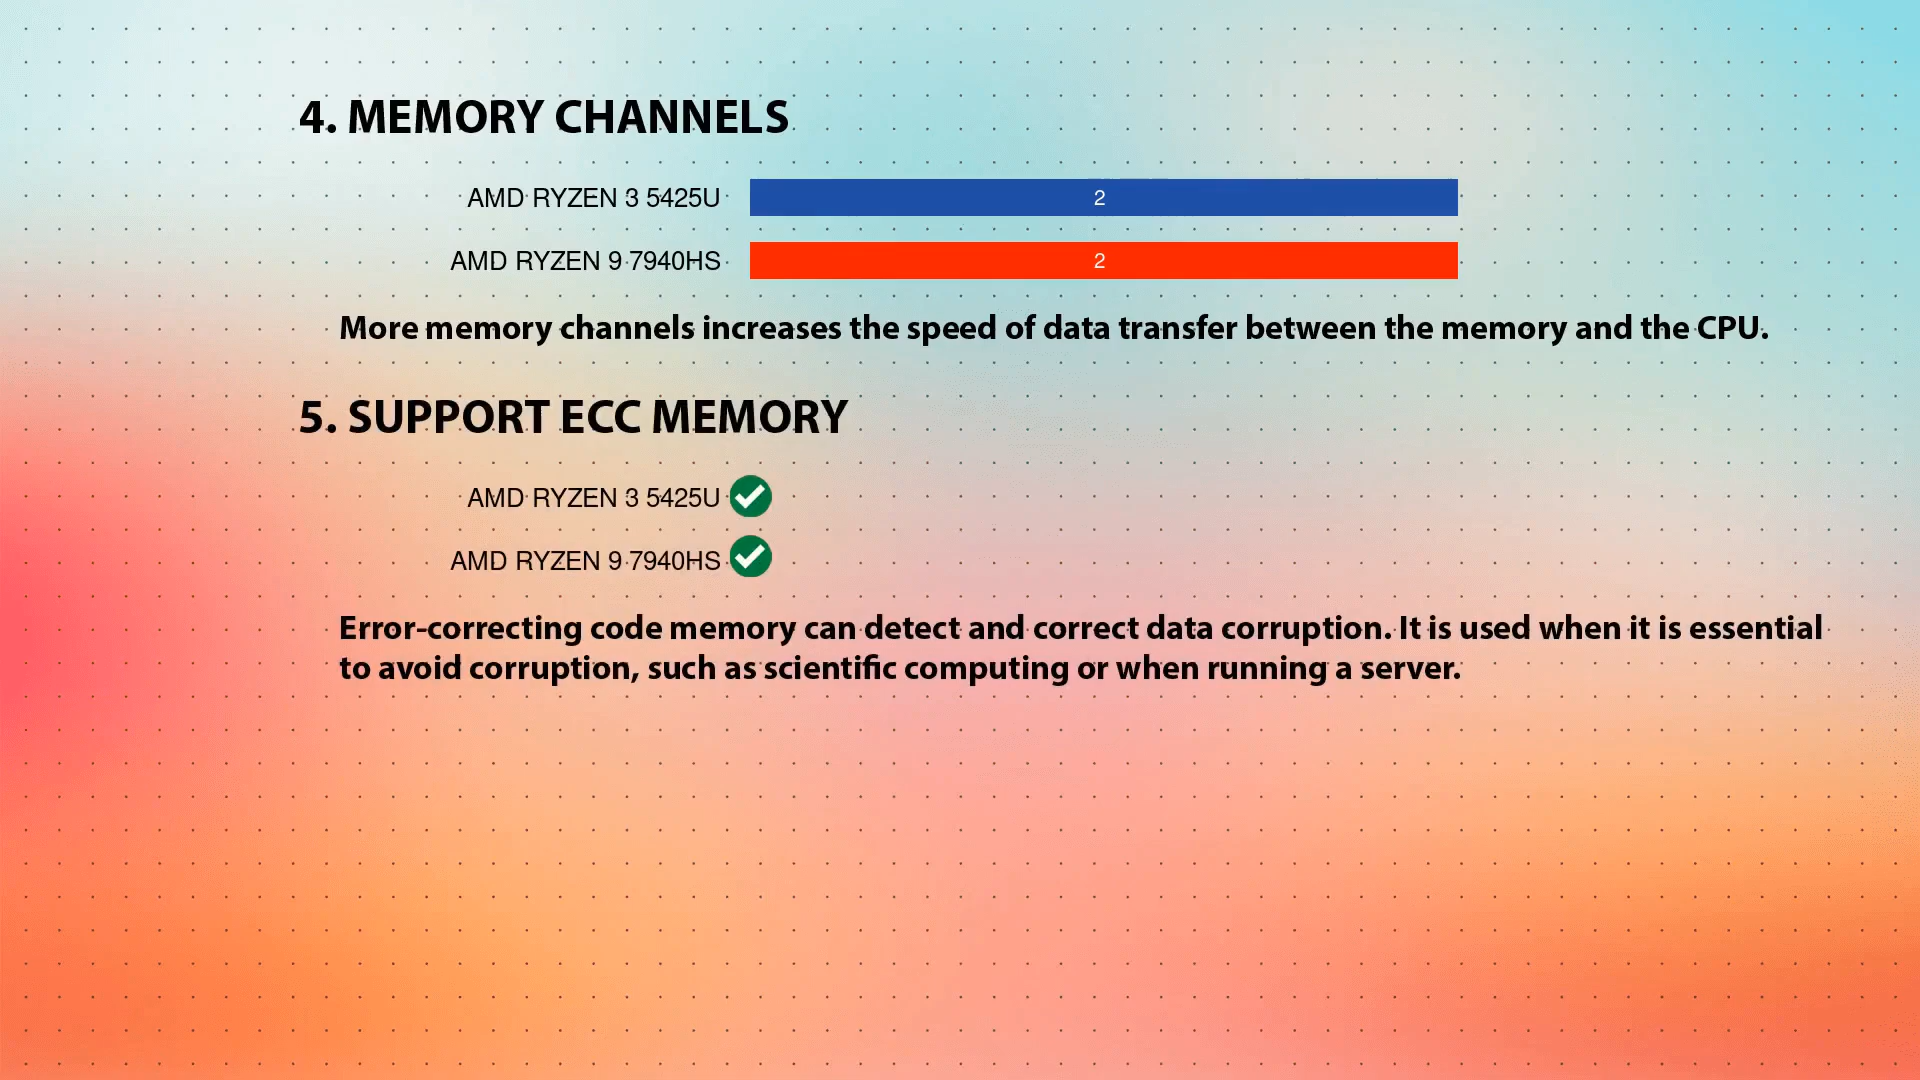 4. MEMORY CHANNELS
AMD RYZEN 3 5425U
2
AMD RYZEN 9 7940HS
2
More memory channels increases the speed of data transfer between the memory and the CPU.
5. SUPPORT ECC MEMORY
AMD RYZEN 3 5425U
AMD RYZEN 9 7940HS
Error-correcting code memory can detect and correct data corruption. It is used when it is essential
to avoid corruption, such as scientific computing or when running a server.